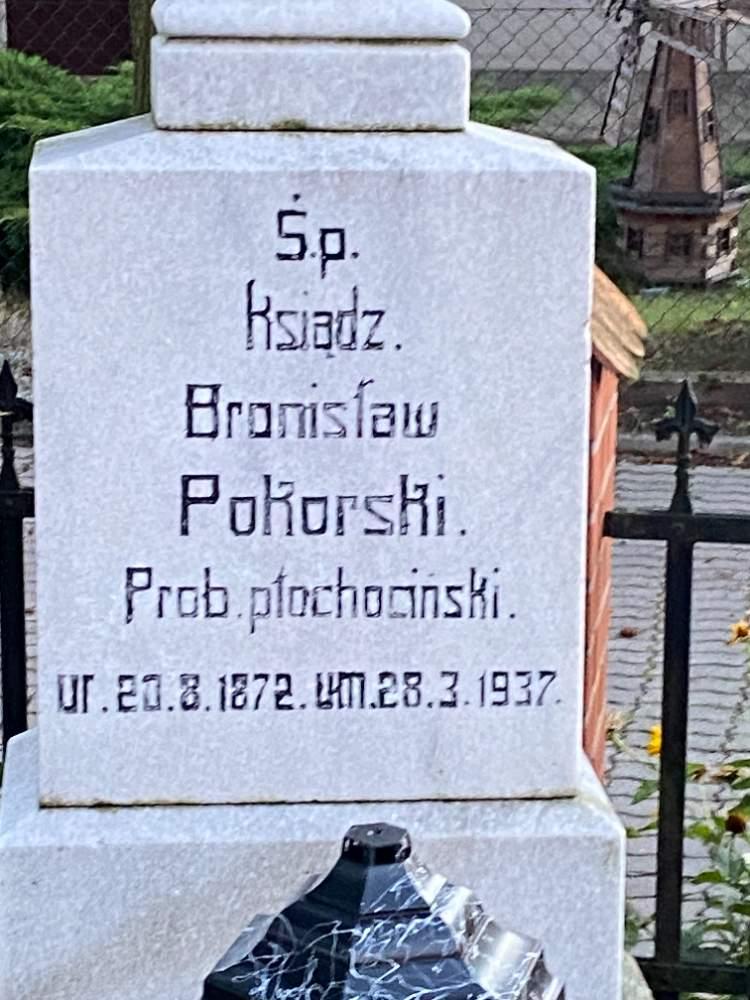 Ś.p.
Ksiądz.
Bronisław
Pokorski.
Prob.płochociński.
ur.20.8.1872.um.28.3.1937.